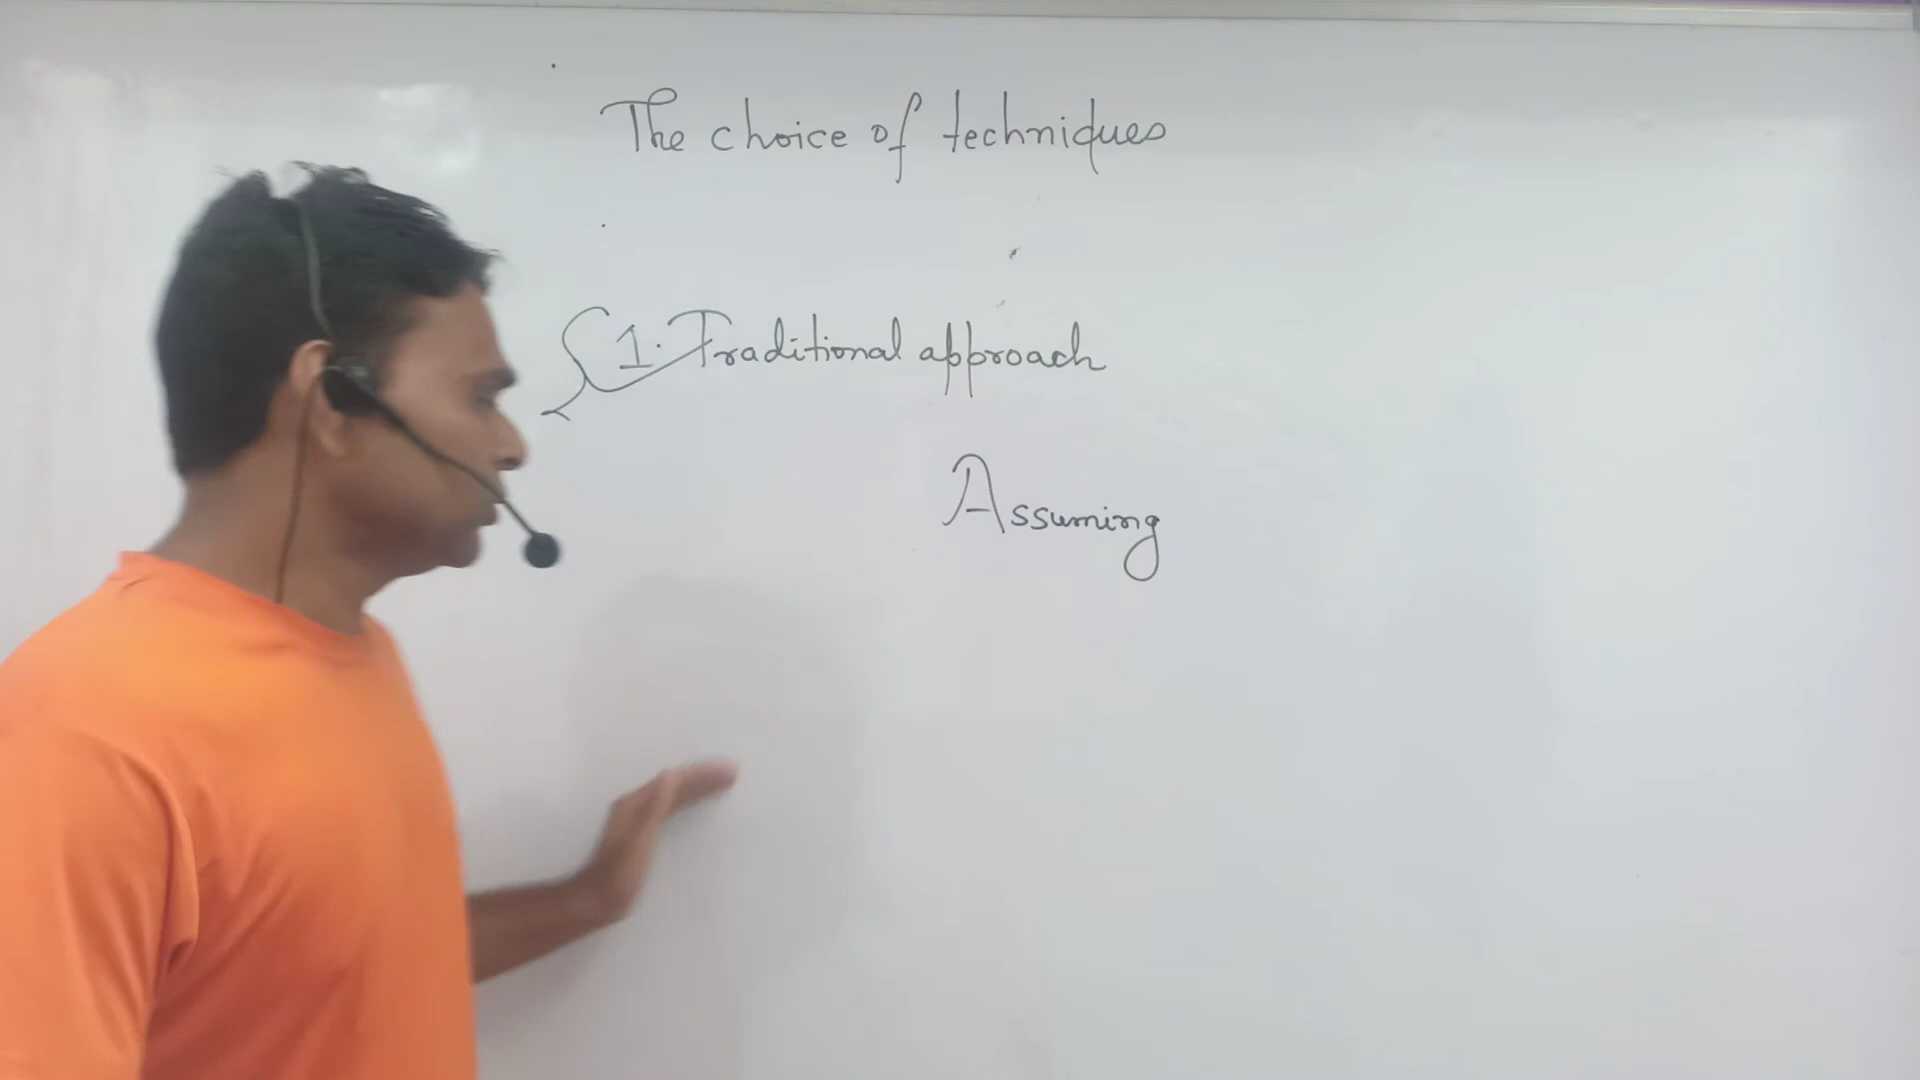 The choice of techniques
1. Traditional approach
Assuming